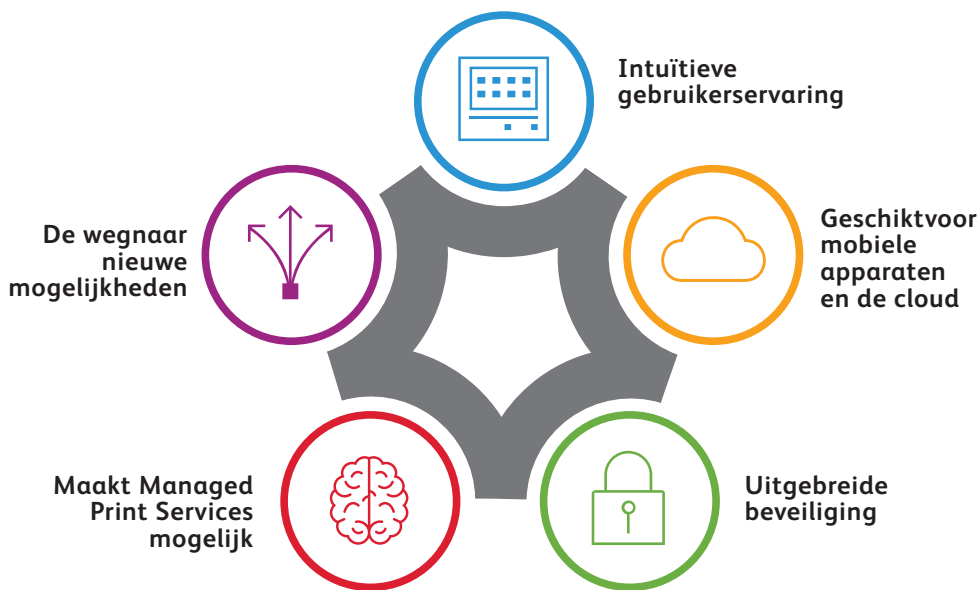 Intuïtieve
gebruikerservaring
Geschiktvoor
mobiele
apparaten
en de cloud
Uitgebreide
beveiliging
Maakt Managed
Print Services
mogelijk
De wegnaar
nieuwe
mogelijkheden